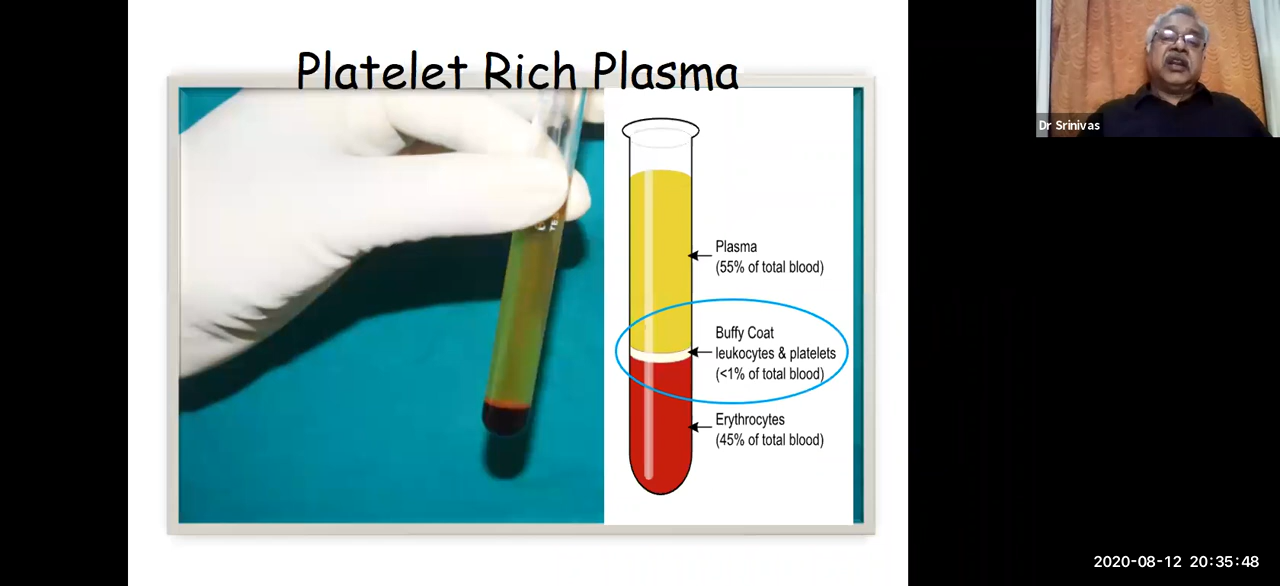 Platelet Rich Plasma
Plasma
(55% of total blood)
Buffy Coat
leukocytes & platelets
(<1% of total blood)
Erythrocytes
(45% of total blood)
Dr Srinivas
2020-08-12 20:35:48